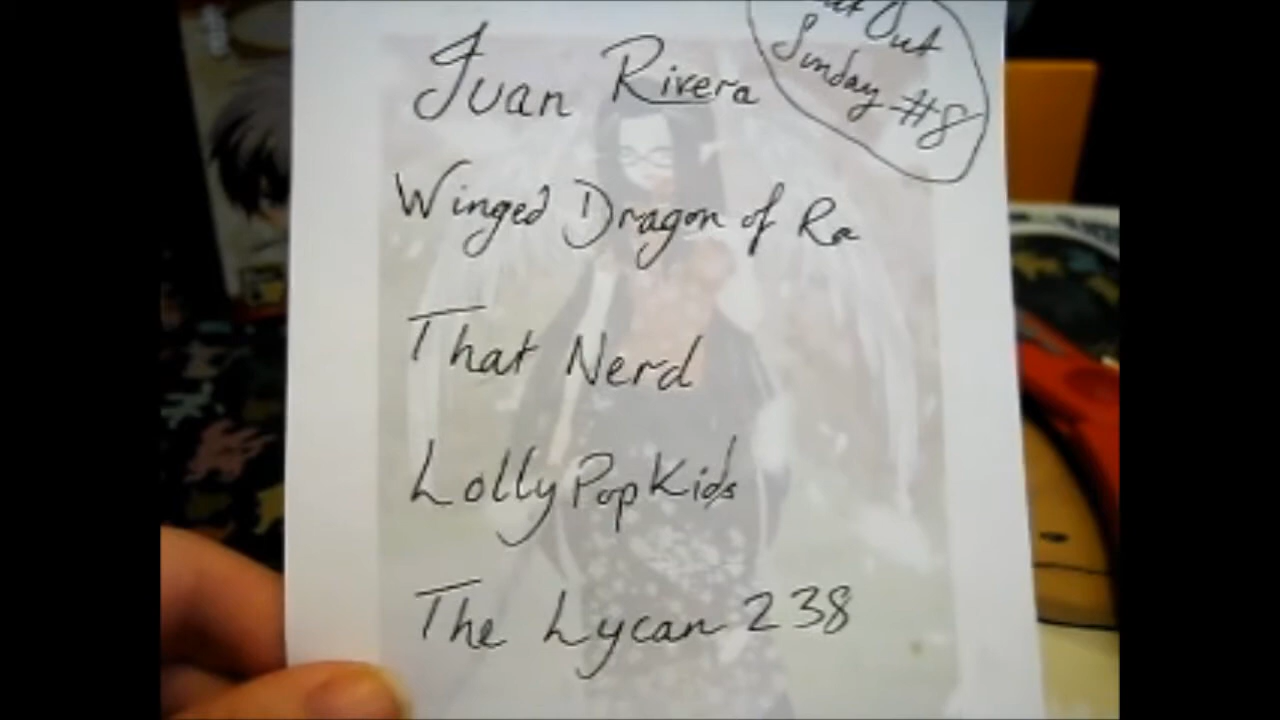 Out
Sunday #8
Juan Rivera
Winged Dragon of Ra
That Nerd
LollyPopKids
The Lycan 238